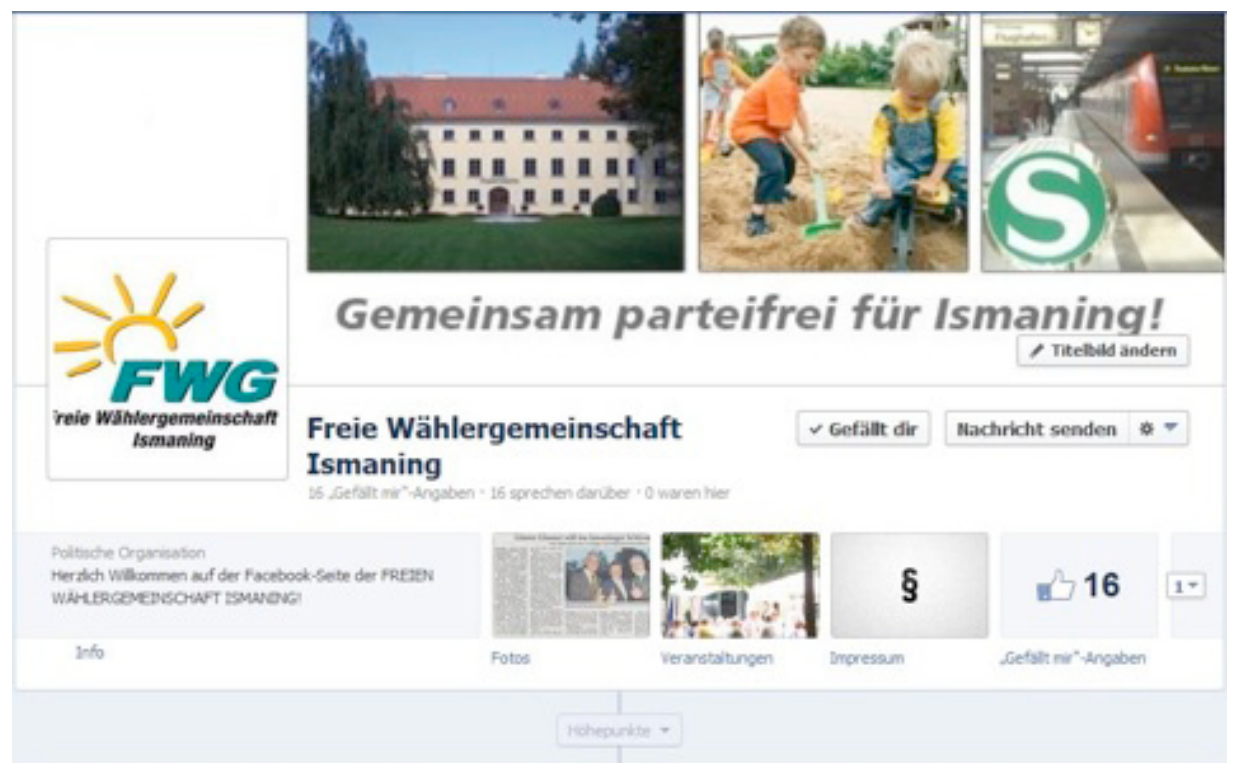 Flughafen
S
Gemeinsam parteifrei für Ismaning!
Titelbild ändern
FWG
Freie Wählergemeinschaft
Ismaning
Freie Wählergemeinschaft
Ismaning
Gefällt dir
Nachricht senden
16 „Gefällt mir“-Angaben · 16 sprechen darüber · 0 waren hier
Politische Organisation
Herzlich Willkommen auf der Facebook-Seite der FREIEN
WÄHLERGEMEINSCHAFT ISMANING!
§
16
1
Info
Fotos
Veranstaltungen
Impressum
„Gefällt mir“-Angaben
Höhepunkte